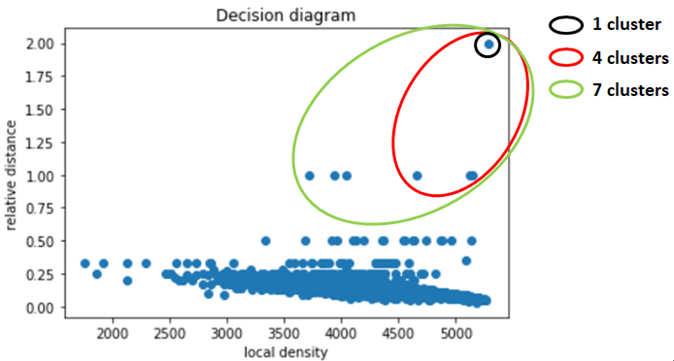 Decision diagram
1 cluster
4 clusters
7 clusters
relative distance
2.00
1.75
1.50
1.25
1.00
0.75
0.50
0.25
0.00
2000 2500 3000 3500 4000 4500 5000
local density